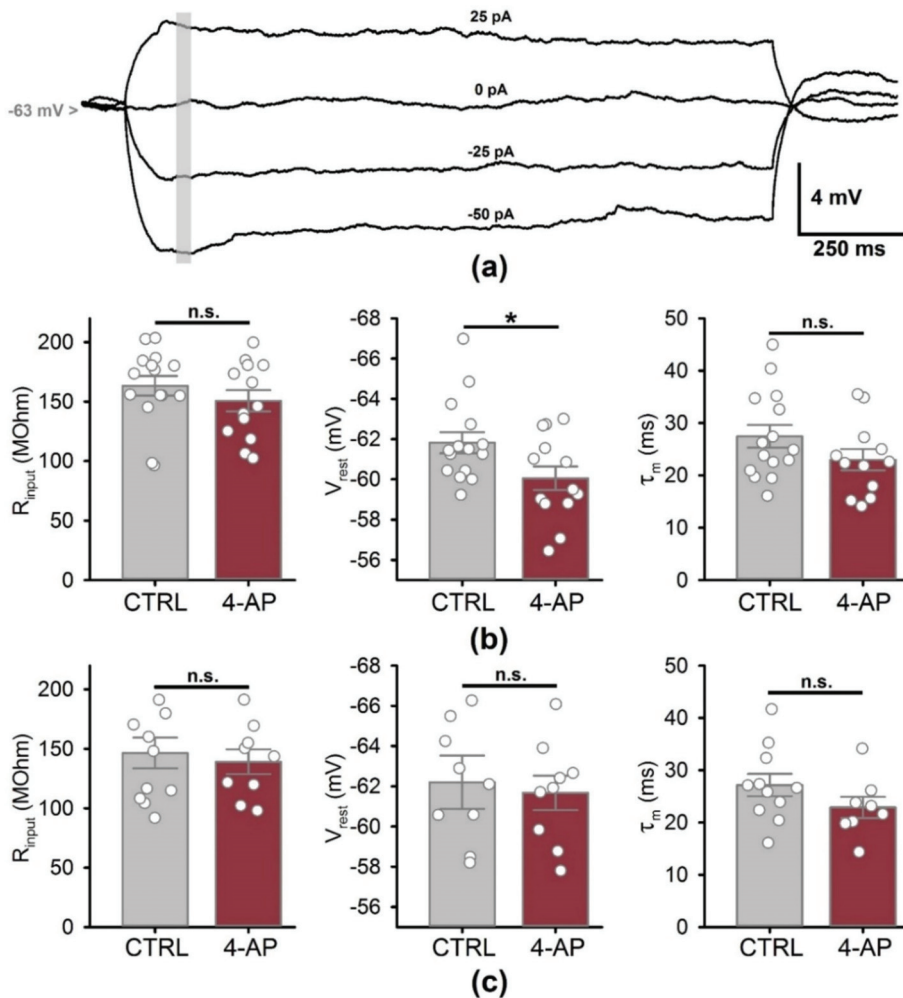 25 pA
0 pA
-63 mV >
-25 pA
-50 pA
4 mV
250 ms
(a)
n.s.
200
150
100
50
0
R_input (MOhm)
CTRL 4-AP
*
-68
-66
-64
-62
-60
-58
-56
V_rest (mV)
CTRL 4-AP
n.s.
50
40
30
20
10
0
τ_m (ms)
CTRL 4-AP
(b)
n.s.
200
150
100
50
0
R_input (MOhm)
CTRL 4-AP
n.s.
-68
-66
-64
-62
-60
-58
-56
V_rest (mV)
CTRL 4-AP
n.s.
50
40
30
20
10
0
τ_m (ms)
CTRL 4-AP
(c)